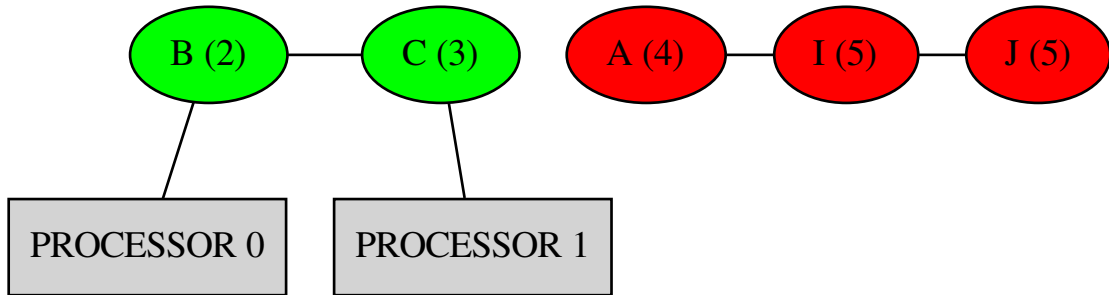 B (2) C (3) A (4) I (5) J (5)
PROCESSOR 0 PROCESSOR 1